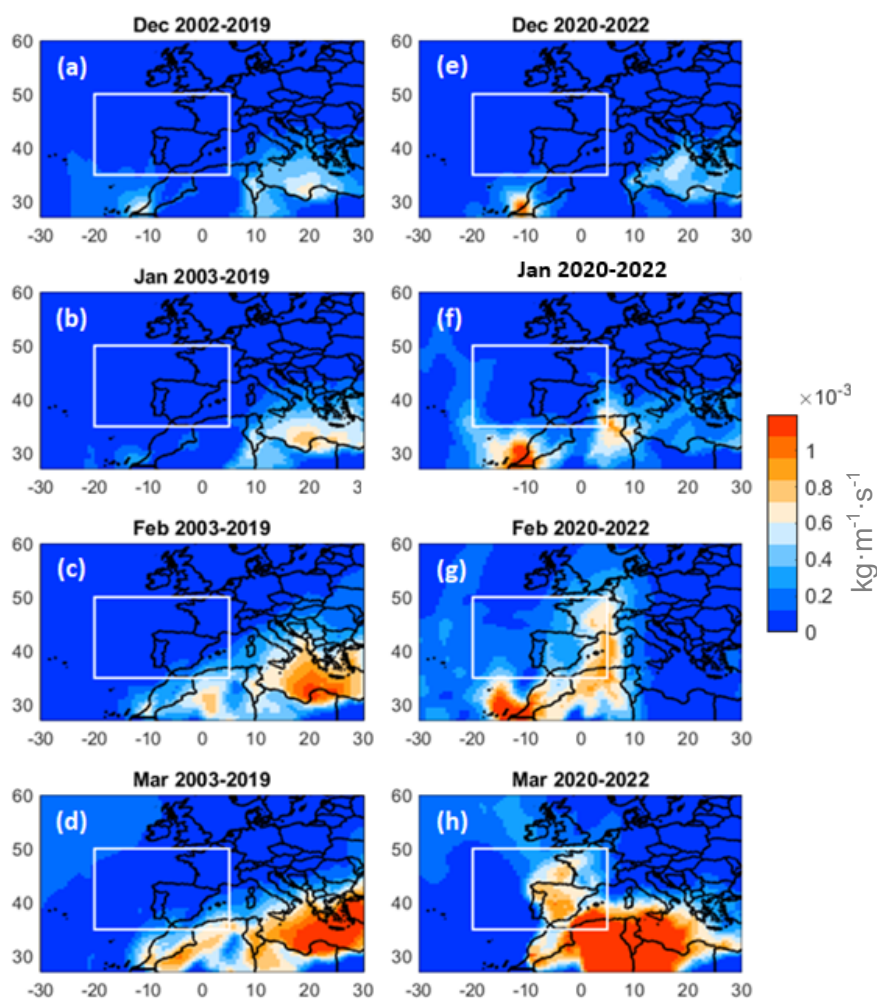 Dec 2002-2019
Dec 2020-2022
60
50
40
30
(a)
-30 -20 -10 0 10 20 30
60
50
40
30
(e)
-30 -20 -10 0 10 20 30
Jan 2003-2019
Jan 2020-2022
60
50
40
30
(b)
-30 -20 -10 0 10 20 3
60
50
40
30
(f)
-10 0 10 20 30
×10⁻³
1
0.8
0.6
0.4
0.2
0
kg·m⁻¹·s⁻¹
Feb 2003-2019
Feb 2020-2022
60
50
40
30
(c)
-30 -20 -10 0 10 20 30
60
50
40
30
(g)
-30 -20 -10 0 10 20 30
Mar 2003-2019
Mar 2020-2022
60
50
40
30
(d)
-30 -20 -10 0 10 20 30
60
50
40
30
(h)
-30 -20 -10 0 10 20 30